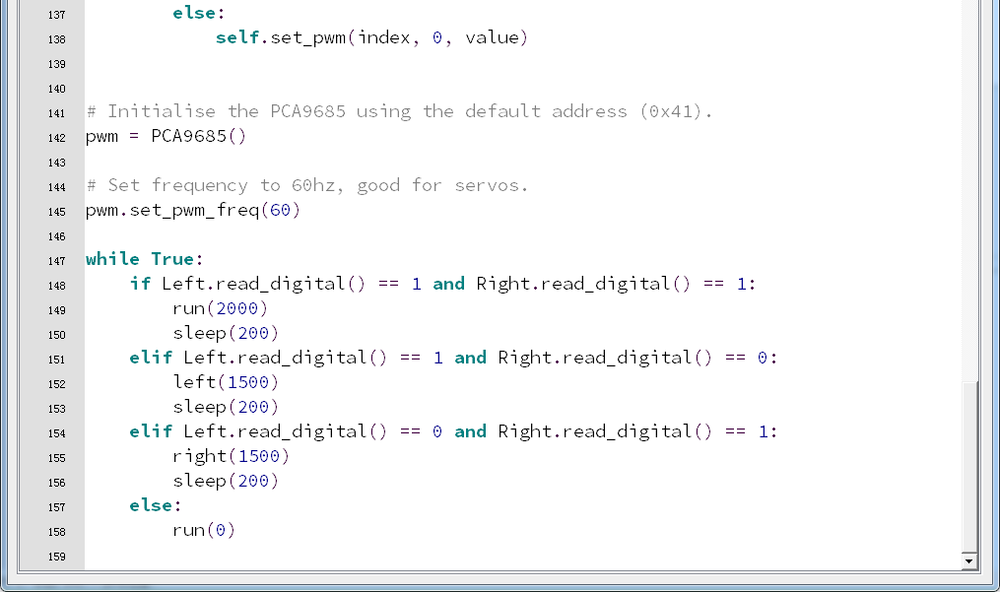 137 else:
138 self.set_pwm(index, 0, value)
139
140
141 # Initialise the PCA9685 using the default address (0x41).
142 pwm = PCA9685()
143
144 # Set frequency to 60hz, good for servos.
145 pwm.set_pwm_freq(60)
146
147 while True:
148 if Left.read_digital() == 1 and Right.read_digital() == 1:
149 run(2000)
150 sleep(200)
151 elif Left.read_digital() == 1 and Right.read_digital() == 0:
152 left(1500)
153 sleep(200)
154 elif Left.read_digital() == 0 and Right.read_digital() == 1:
155 right(1500)
156 sleep(200)
157 else:
158 run(0)
159